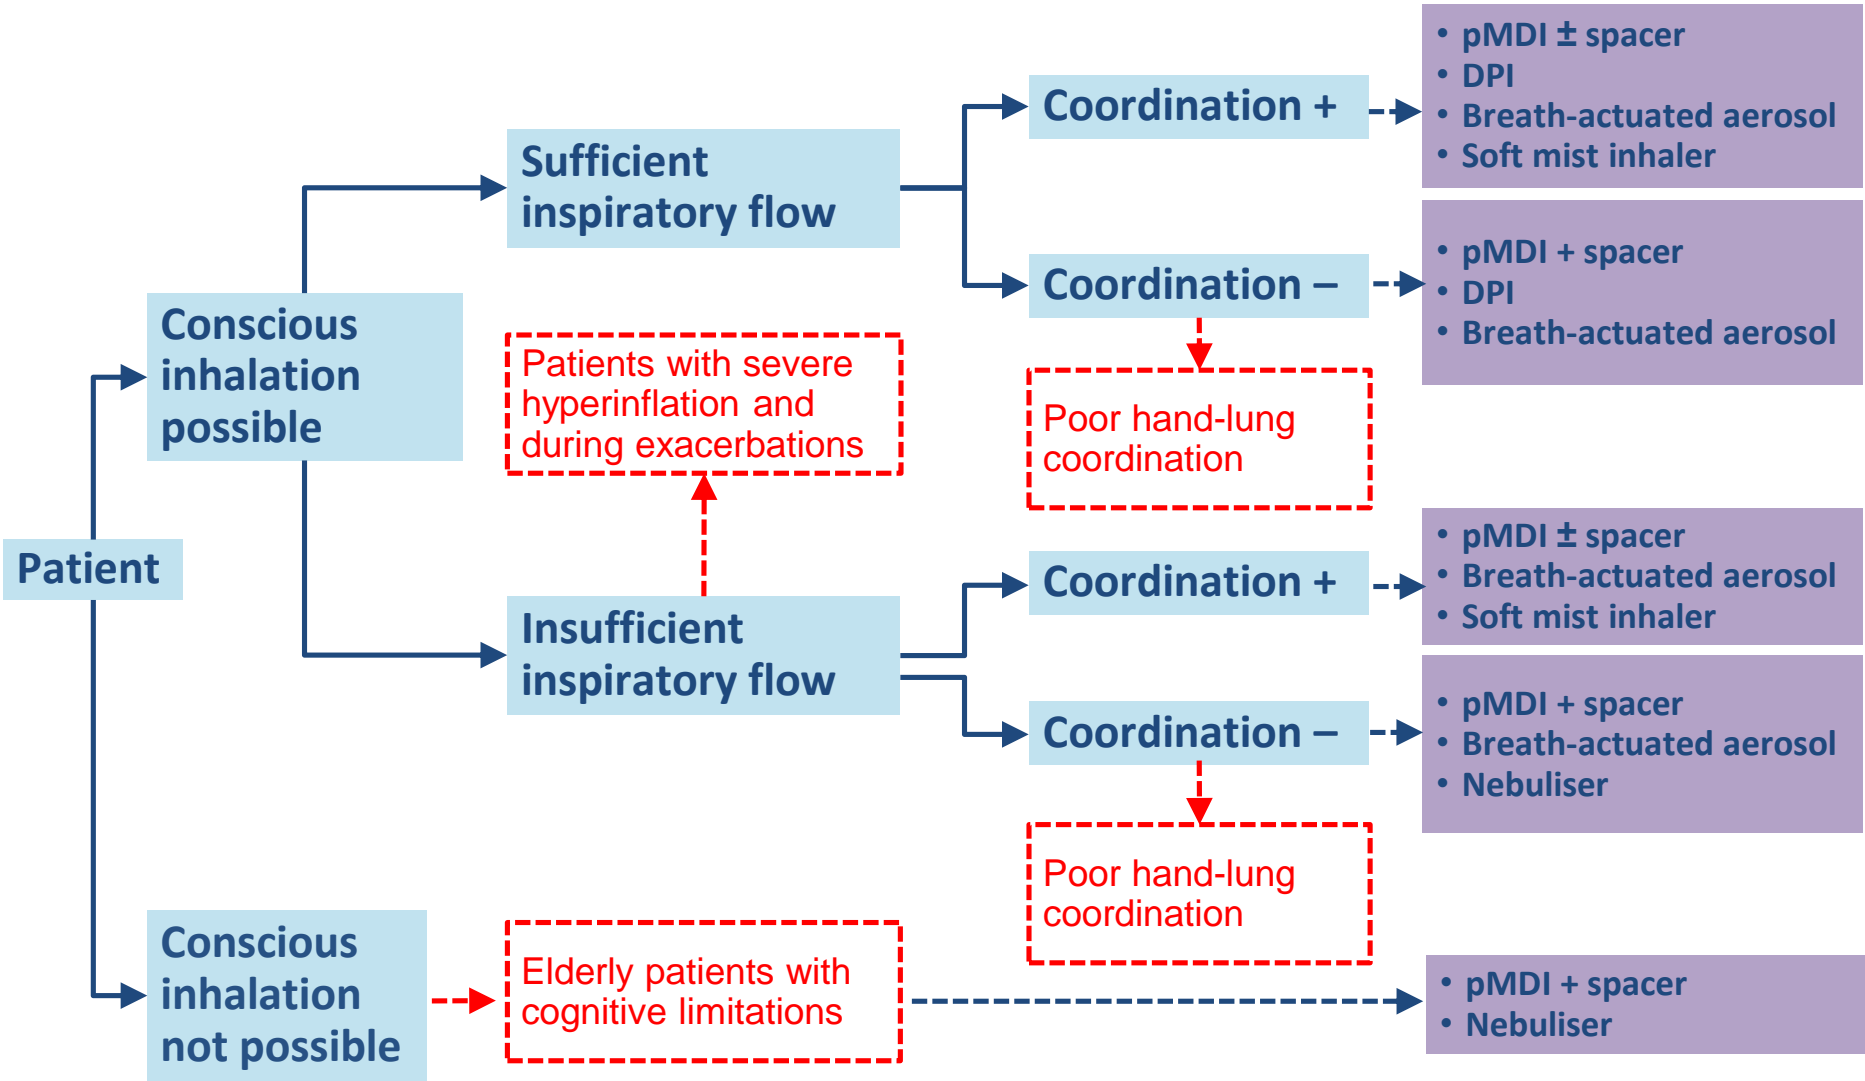 Patient
Conscious
inhalation
possible
Conscious
inhalation
not possible
Sufficient
inspiratory flow
Patients with severe
hyperinflation and
during exacerbations
Insufficient
inspiratory flow
Elderly patients with
cognitive limitations
Coordination +
Coordination –
Poor hand-lung
coordination
Coordination +
Coordination –
Poor hand-lung
coordination
• pMDI ± spacer
• DPI
• Breath-actuated aerosol
• Soft mist inhaler
• pMDI + spacer
• DPI
• Breath-actuated aerosol
• pMDI ± spacer
• Breath-actuated aerosol
• Soft mist inhaler
• pMDI + spacer
• Breath-actuated aerosol
• Nebuliser
• pMDI + spacer
• Nebuliser